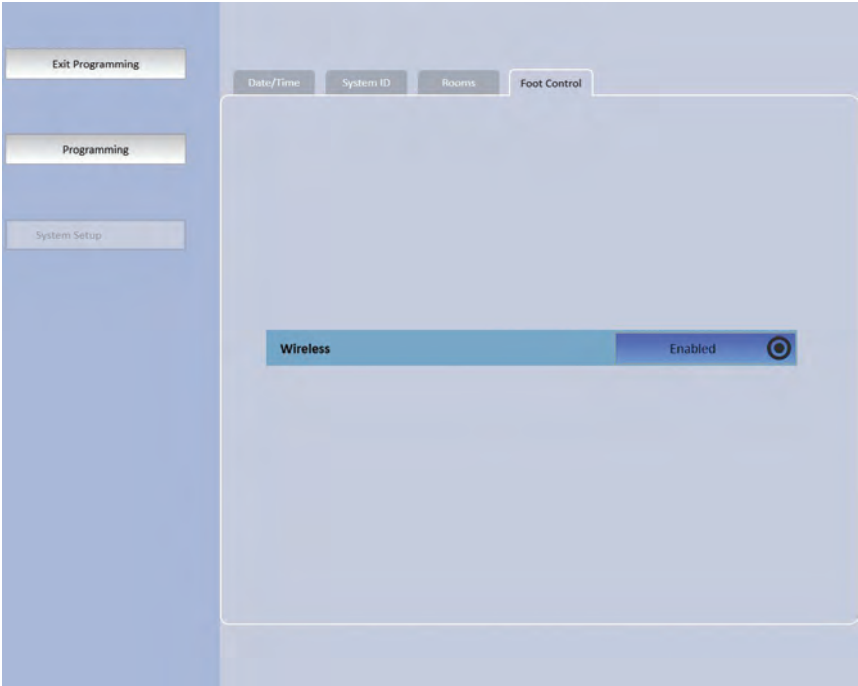 Exit Programming
Date/Time System ID Rooms Foot Control
Programming
System Setup
Wireless Enabled